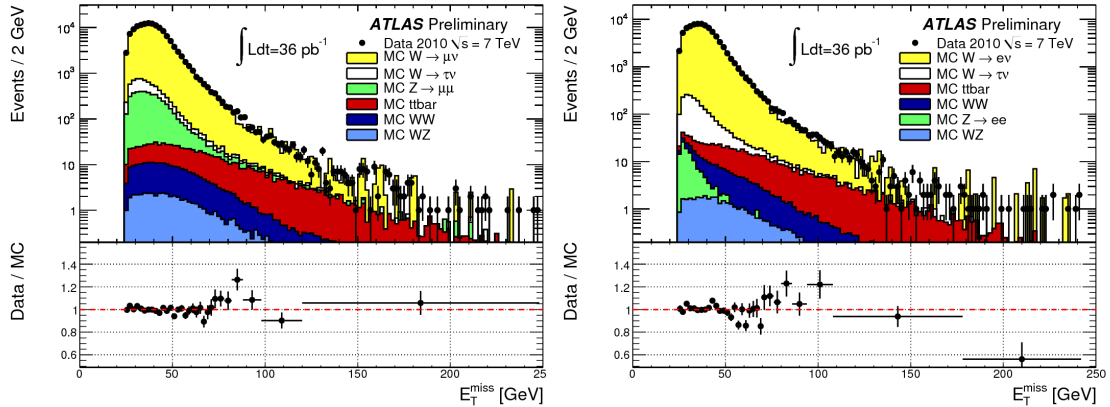 ATLAS Preliminary
∫Ldt=36 pb⁻¹
Data 2010 √s = 7 TeV
MC W → μν
MC W → τν
MC Z → μμ
MC ttbar
MC WW
MC WZ
Events / 2 GeV
10⁴
10³
10²
10
1
Data / MC
1.4
1.2
1
0.8
0.6
0 50 100 150 200 250
E_T^miss [GeV]
ATLAS Preliminary
∫Ldt=36 pb⁻¹
Data 2010 √s = 7 TeV
MC W → eν
MC W → τν
MC ttbar
MC WW
MC Z → ee
MC WZ
Events / 2 GeV
10⁴
10³
10²
10
1
Data / MC
1.4
1.2
1
0.8
0.6
0 50 100 150 200 250
E_T^miss [GeV]